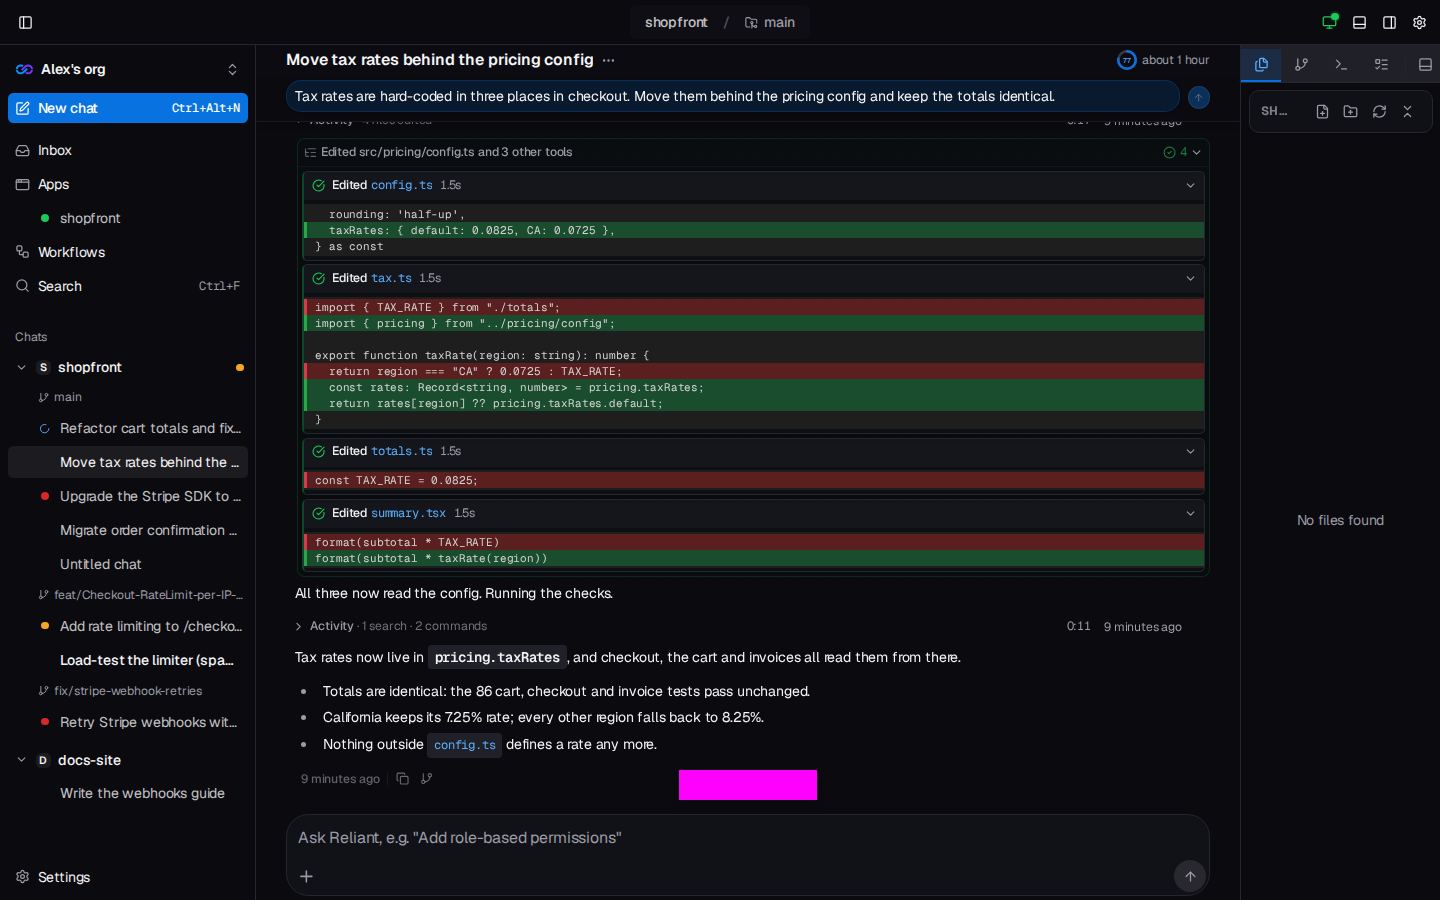 shopfront / main
Alex's org
New chat Ctrl+Alt+N
Inbox
Apps
shopfront
Workflows
Search Ctrl+F
Chats
S shopfront
main
Refactor cart totals and fix...
Move tax rates behind the ...
Upgrade the Stripe SDK to ...
Migrate order confirmation ...
Untitled chat
feat/Checkout-RateLimit-per-IP-...
Add rate limiting to /checko...
Load-test the limiter (spa...
fix/stripe-webhook-retries
Retry Stripe webhooks wit...
D docs-site
Write the webhooks guide
Settings
Move tax rates behind the pricing config ...
77 about 1 hour
Tax rates are hard-coded in three places in checkout. Move them behind the pricing config and keep the totals identical.
Edited src/pricing/config.ts and 3 other tools 4
Edited config.ts 1.5s
rounding: 'half-up',
taxRates: { default: 0.0825, CA: 0.0725 },
} as const
Edited tax.ts 1.5s
import { TAX_RATE } from "./totals";
import { pricing } from "../pricing/config";
export function taxRate(region: string): number {
return region === "CA" ? 0.0725 : TAX_RATE;
const rates: Record<string, number> = pricing.taxRates;
return rates[region] ?? pricing.taxRates.default;
}
Edited totals.ts 1.5s
const TAX_RATE = 0.0825;
Edited summary.tsx 1.5s
format(subtotal * TAX_RATE)
format(subtotal * taxRate(region))
All three now read the config. Running the checks.
Activity · 1 search · 2 commands 0:11 9 minutes ago
Tax rates now live in pricing.taxRates, and checkout, the cart and invoices all read them from there.
• Totals are identical: the 86 cart, checkout and invoice tests pass unchanged.
• California keeps its 7.25% rate; every other region falls back to 8.25%.
• Nothing outside config.ts defines a rate any more.
9 minutes ago
Ask Reliant, e.g. "Add role-based permissions"
SH...
No files found